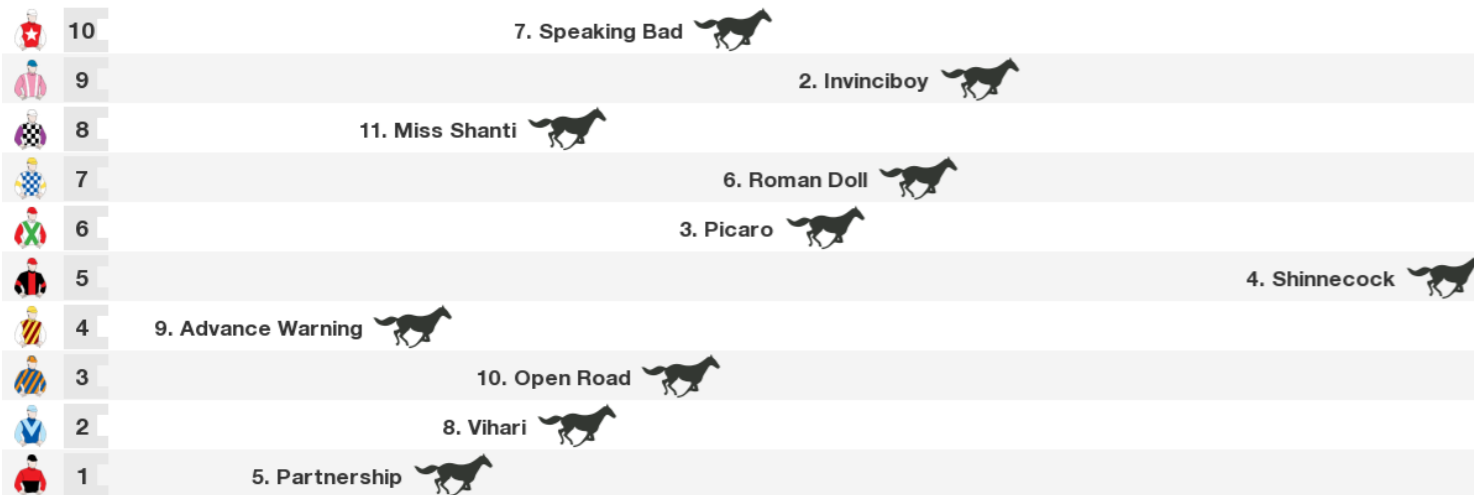 10 7. Speaking Bad
9 2. Invinciboy
8 11. Miss Shanti
7 6. Roman Doll
6 3. Picaro
5 4. Shinnecock
4 9. Advance Warning
3 10. Open Road
2 8. Vihari
1 5. Partnership